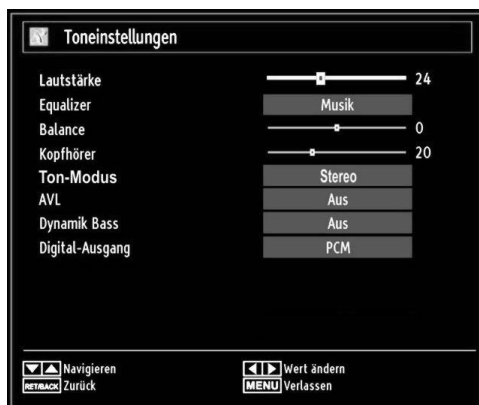 Toneinstellungen
Lautstärke 24
Equalizer Musik
Balance 0
Kopfhörer 20
Ton-Modus Stereo
AVL Aus
Dynamik Bass Aus
Digital-Ausgang PCM
Navigieren Wert ändern
RET/BACK Zurück MENU Verlassen